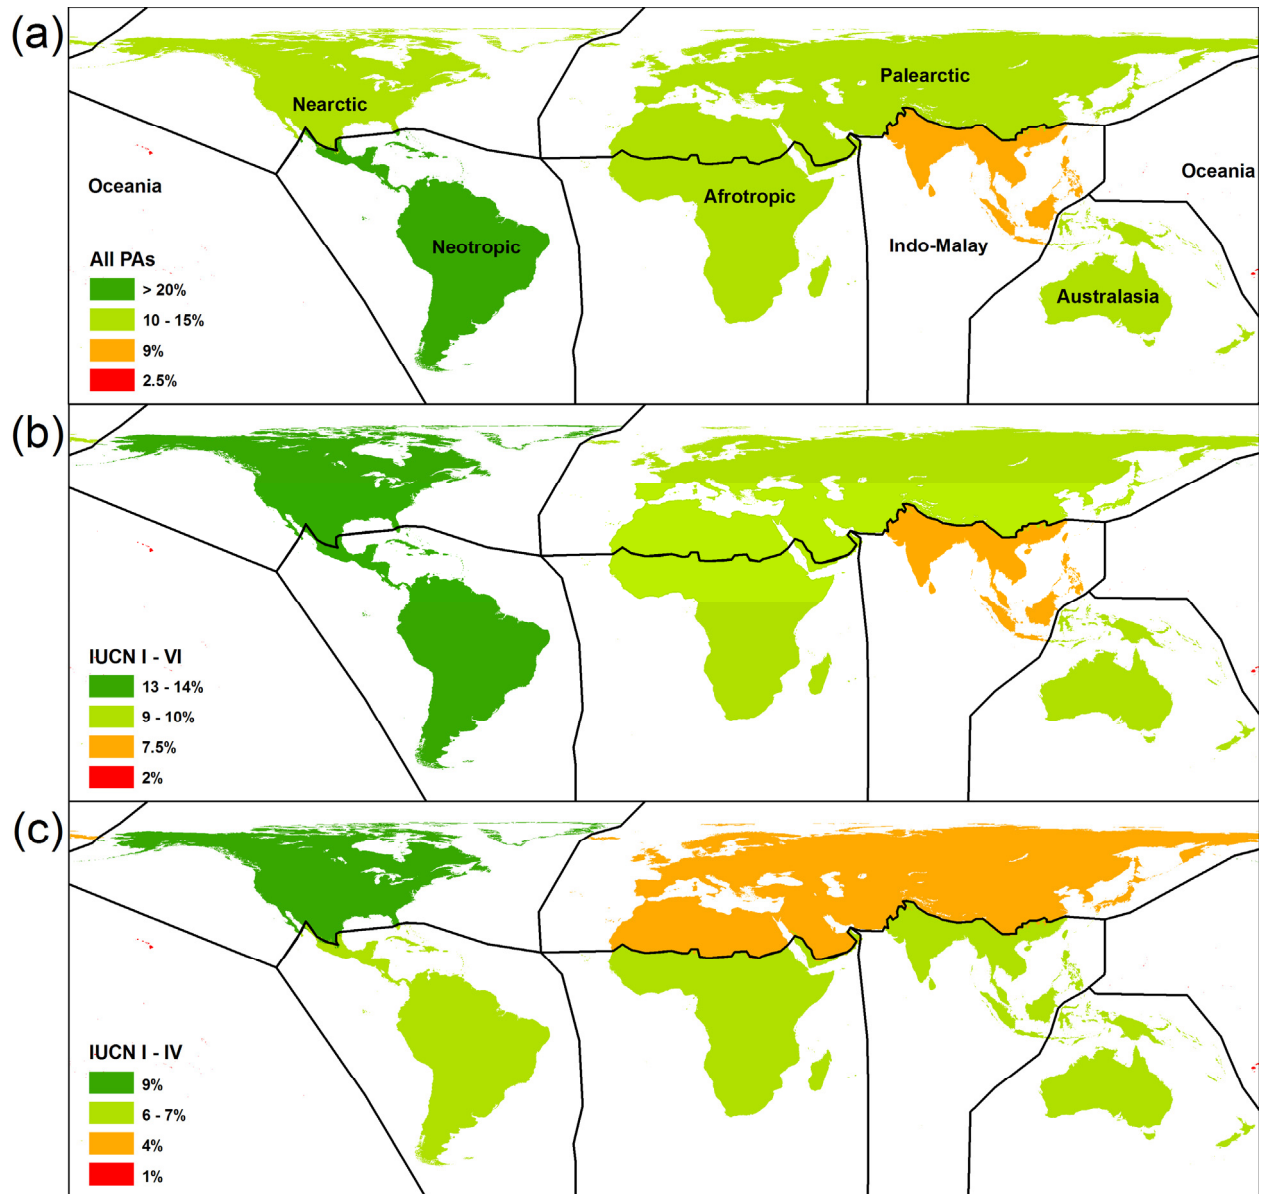 (a)
Nearctic
Palearctic
Oceania
Oceania
Afrotropic
Neotropic
Indo-Malay
Australasia
All PAs
> 20%
10 - 15%
9%
2.5%
(b)
IUCN I - VI
13 - 14%
9 - 10%
7.5%
2%
(c)
IUCN I - IV
9%
6 - 7%
4%
1%